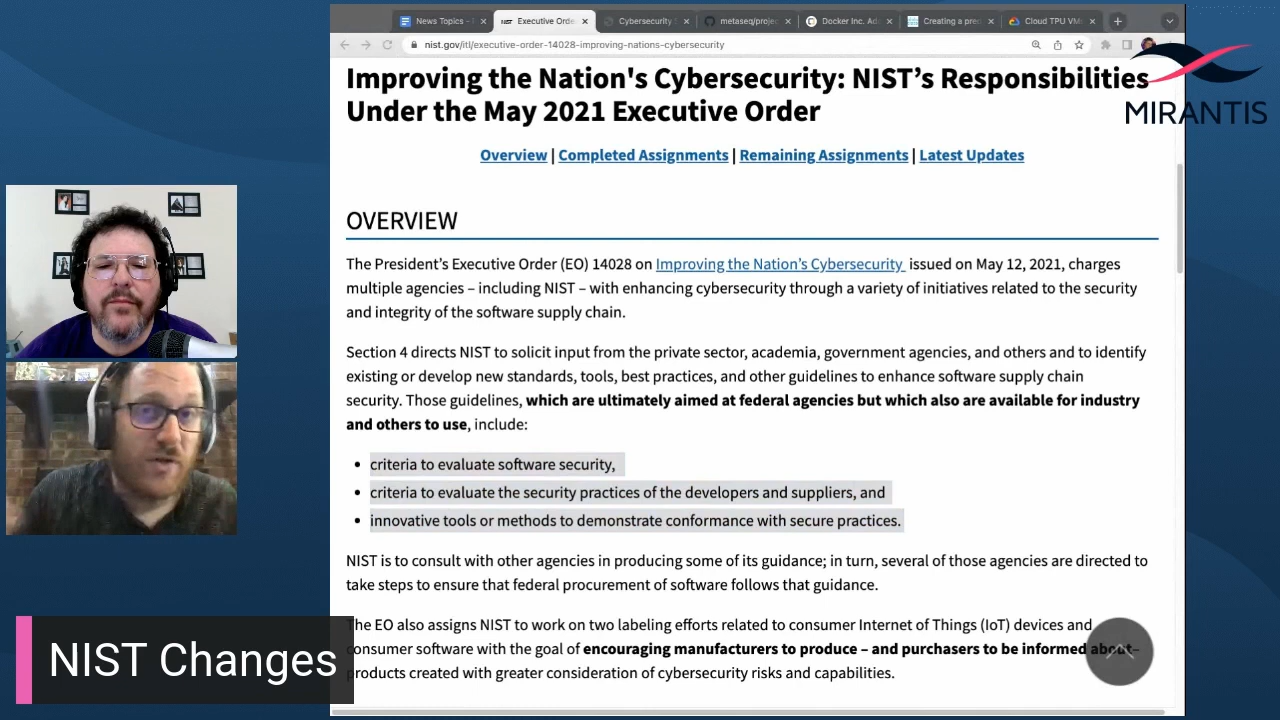 News Topics -
NIST Executive Orde
Cybersecurity
metaseq/projec
Docker Inc. Ac
Creating a pre
Cloud TPU VM
nist.gov/itl/executive-order-14028-improving-nations-cybersecurity
MIRANTIS
Improving the Nation's Cybersecurity: NIST’s Responsibilities
Under the May 2021 Executive Order
Overview | Completed Assignments | Remaining Assignments | Latest Updates
OVERVIEW
The President’s Executive Order (EO) 14028 on Improving the Nation’s Cybersecurity issued on May 12, 2021, charges
multiple agencies – including NIST – with enhancing cybersecurity through a variety of initiatives related to the security
and integrity of the software supply chain.
Section 4 directs NIST to solicit input from the private sector, academia, government agencies, and others and to identify
existing or develop new standards, tools, best practices, and other guidelines to enhance software supply chain
security. Those guidelines, which are ultimately aimed at federal agencies but which also are available for industry
and others to use, include:
• criteria to evaluate software security,
• criteria to evaluate the security practices of the developers and suppliers, and
• innovative tools or methods to demonstrate conformance with secure practices.
NIST is to consult with other agencies in producing some of its guidance; in turn, several of those agencies are directed to
take steps to ensure that federal procurement of software follows that guidance.
The EO also assigns NIST to work on two labeling efforts related to consumer Internet of Things (IoT) devices and
consumer software with the goal of encouraging manufacturers to produce – and purchasers to be informed about–
products created with greater consideration of cybersecurity risks and capabilities.
NIST Changes